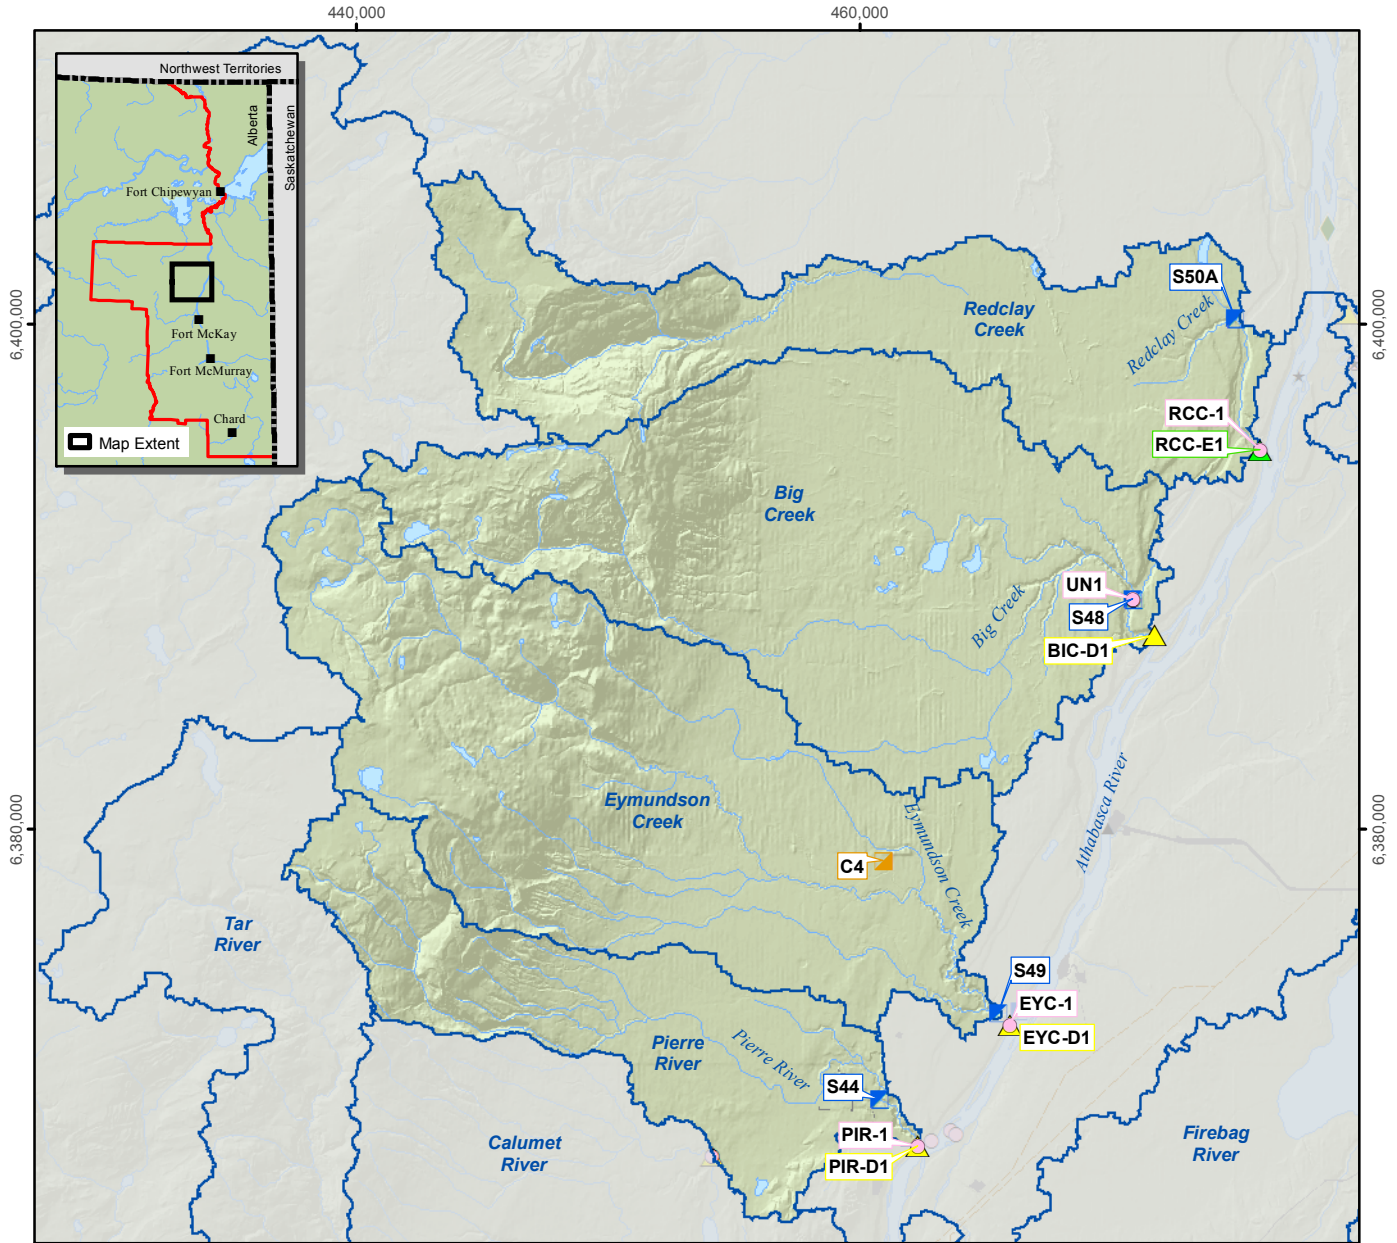 440,000
460,000
Northwest Territories
Alberta
Saskatchewan
Fort Chipewyan
Fort McKay
Fort McMurray
Chard
Map Extent
6,400,000
6,400,000
S50A
Redclay
Creek
Redclay Creek
RCC-1
RCC-E1
Big
Creek
UN1
S48
Big Creek
BIC-D1
Athabasca River
Eymundson
Creek
Eymundson Creek
6,380,000
6,380,000
C4
Tar
River
S49
EYC-1
EYC-D1
Pierre
River
Pierre River
S44
PIR-1
PIR-D1
Calumet
River
Firebag
River